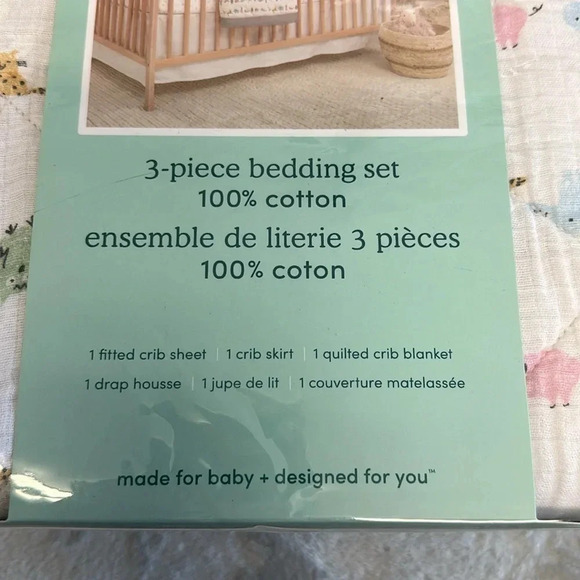 3-piece bedding set
100% cotton
ensemble de literie 3 pièces
100% coton
1 fitted crib sheet | 1 crib skirt | 1 quilted crib blanket
1 drap housse | 1 jupe de lit | 1 couverture matelassée
made for baby + designed for you™